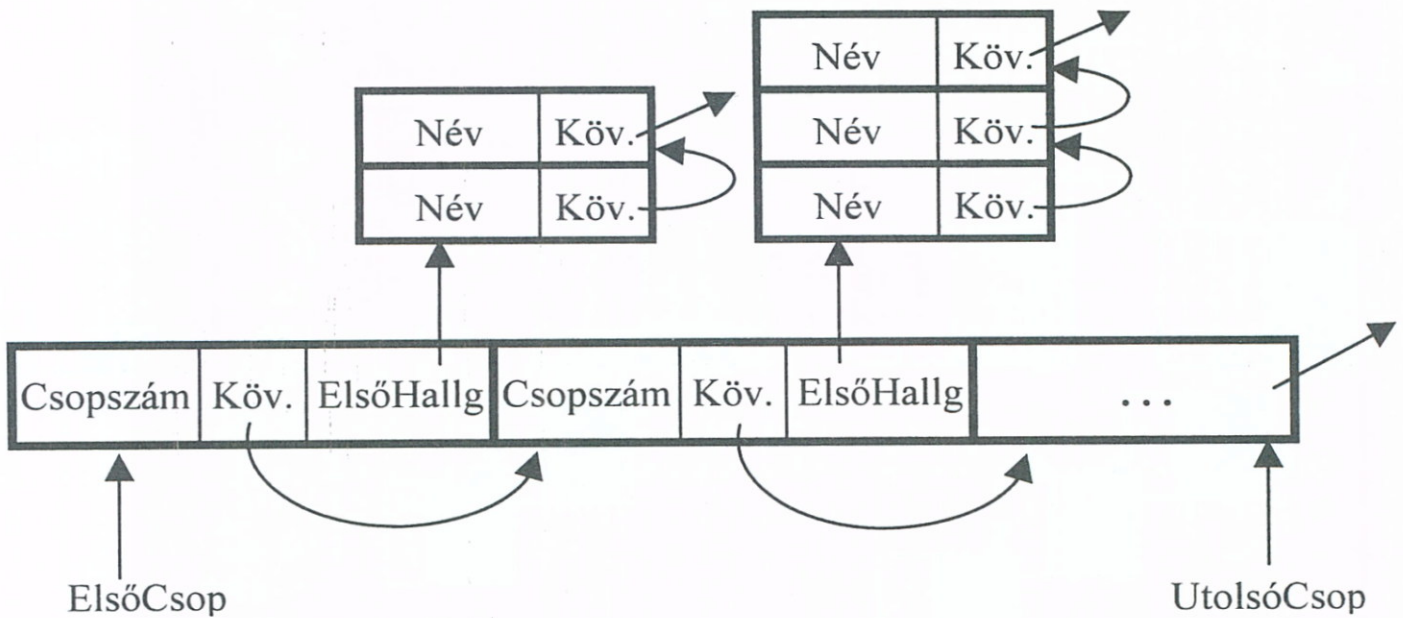 Név Köv.
Név Köv.
Név Köv.
Név Köv.
Név Köv.
Csopszám Köv. ElsőHallg Csopszám Köv. ElsőHallg ...
ElsőCsop
UtolsóCsop